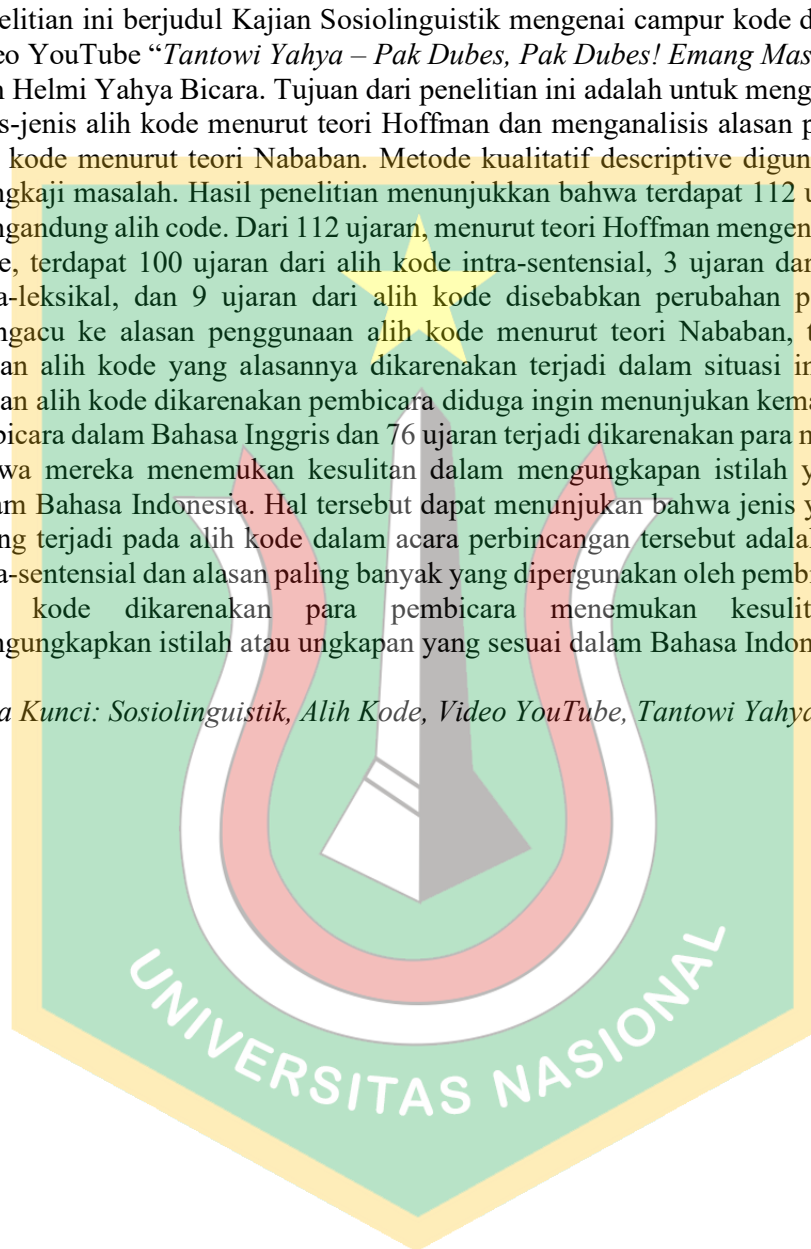 elitian ini berjudul Kajian Sosiolinguistik mengenai campur kode d
eo YouTube “Tantowi Yahya – Pak Dubes, Pak Dubes! Emang Mas
n Helmi Yahya Bicara. Tujuan dari penelitian ini adalah untuk meng
s-jenis alih kode menurut teori Hoffman dan menganalisis alasan p
kode menurut teori Nababan. Metode kualitatif descriptive digun
ngkaji masalah. Hasil penelitian menunjukkan bahwa terdapat 112 u
ngandung alih code. Dari 112 ujaran, menurut teori Hoffman mengen
e, terdapat 100 ujaran dari alih kode intra-sentensial, 3 ujaran dar
a-leksikal, dan 9 ujaran dari alih kode disebabkan perubahan p
ngacu ke alasan penggunaan alih kode menurut teori Nababan, t
an alih kode yang alasannya dikarenakan terjadi dalam situasi in
an alih kode dikarenakan pembicara diduga ingin menunjukan kema
bicara dalam Bahasa Inggris dan 76 ujaran terjadi dikarenakan para m
wa mereka menemukan kesulitan dalam mengungkapan istilah y
am Bahasa Indonesia. Hal tersebut dapat menunjukan bahwa jenis y
ng terjadi pada alih kode dalam acara perbincangan tersebut adala
a-sentensial dan alasan paling banyak yang dipergunakan oleh pembi
kode dikarenakan para pembicara menemukan kesulit
ngungkapkan istilah atau ungkapan yang sesuai dalam Bahasa Indon
a Kunci: Sosiolinguistik, Alih Kode, Video YouTube, Tantowi Yahya
UNIVERSITAS NASIONAL